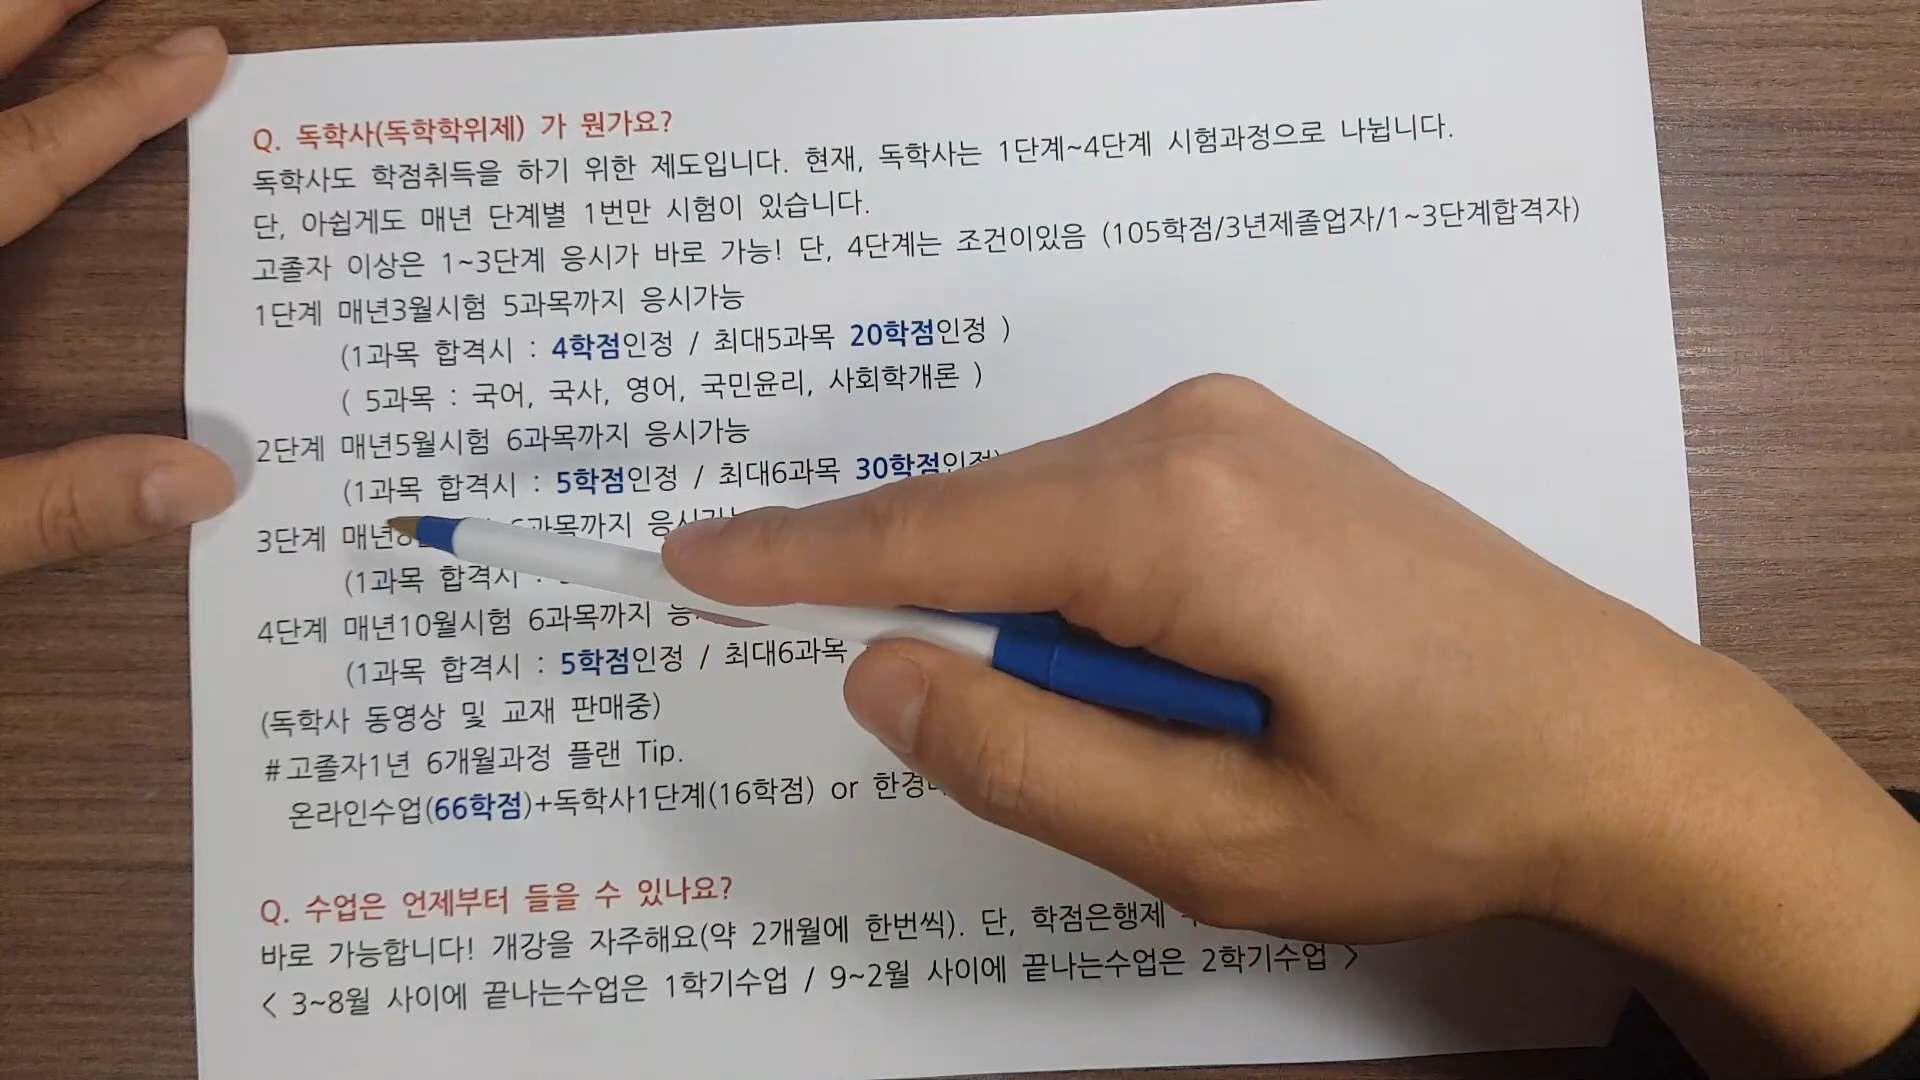 Q. 독학사(독학학위제) 가 뭔가요?
독학사도 학점취득을 하기 위한 제도입니다. 현재, 독학사는 1단계~4단계 시험과정으로 나뉩니다.
단, 아쉽게도 매년 단계별 1번만 시험이 있습니다.
고졸자 이상은 1~3단계 응시가 바로 가능! 단, 4단계는 조건이있음 (105학점/3년제졸업자/1~3단계합격자)
1단계 매년3월시험 5과목까지 응시가능
(1과목 합격시 : 4학점인정 / 최대5과목 20학점인정 )
( 5과목 : 국어, 국사, 영어, 국민윤리, 사회학개론 )
2단계 매년5월시험 6과목까지 응시가능
(1과목 합격시 : 5학점인정 / 최대6과목 30학점인정)
3단계 매년 6과목까지 응시가능
(1과목 합격시 :
4단계 매년10월시험 6과목까지
(1과목 합격시 : 5학점인정 / 최대6과목
(독학사 동영상 및 교재 판매중)
#고졸자1년 6개월과정 플랜 Tip.
온라인수업(66학점)+독학사1단계(16학점) or
Q. 수업은 언제부터 들을 수 있나요?
바로 가능합니다! 개강을 자주해요(약 2개월에 한번씩). 단, 학점은행제
< 3~8월 사이에 끝나는수업은 1학기수업 / 9~2월 사이에 끝나는수업은 2학기수업 >